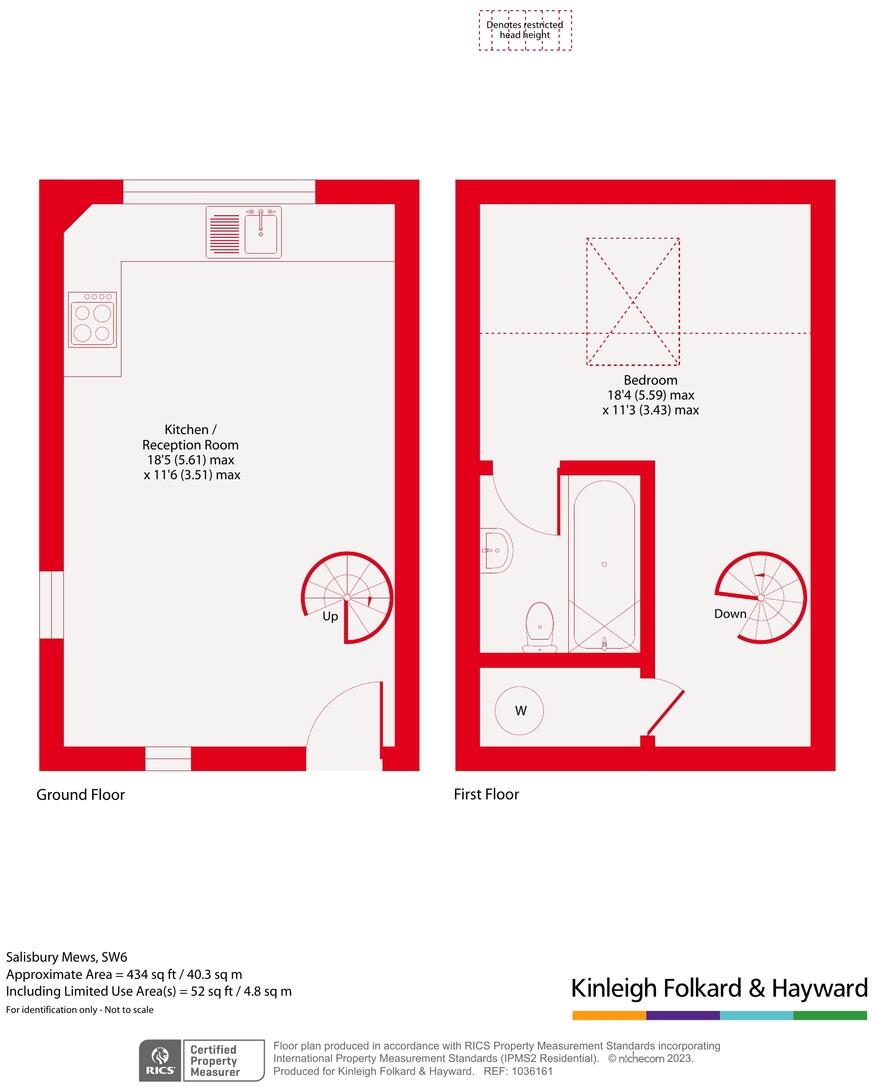 Denotes restricted
head height
Kitchen /
Reception Room
18'5 (5.61) max
x 11'6 (3.51) max
Up
Ground Floor
Bedroom
18'4 (5.59) max
x 11'3 (3.43) max
Down
W
First Floor
Salisbury Mews, SW6
Approximate Area = 434 sq ft / 40.3 sq m
Including Limited Use Area(s) = 52 sq ft / 4.8 sq m
For identification only - Not to scale
Kinleigh Folkard & Hayward
RICS
Certified
Property
Measurer
Floor plan produced in accordance with RICS Property Measurement Standards incorporating
International Property Measurement Standards (IPMS2 Residential). © nichecom 2023.
Produced for Kinleigh Folkard & Hayward. REF: 1036161